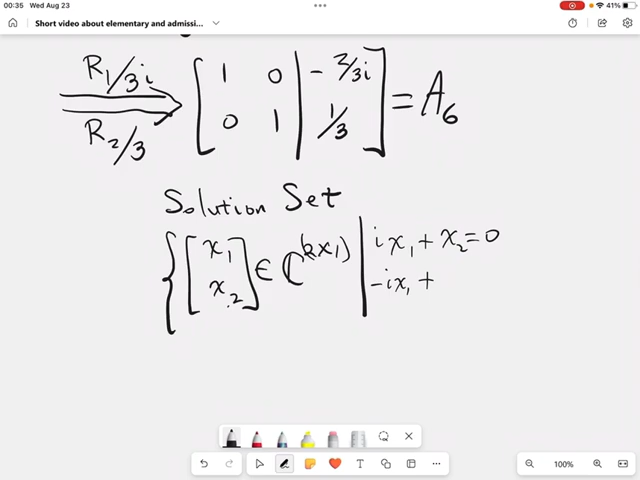 00:35 Wed Aug 23
41%
Short video about elementary and admissi...
R₁/3i
R₂/3
[ 1 0 | - 2/3i
0 1 | 1/3 ] = A₆
Solution Set
{ [ x₁
x₂ ] ∈ ℂ^(2x1) | ix₁ + x₂ = 0
-ix₁ +
T
100%